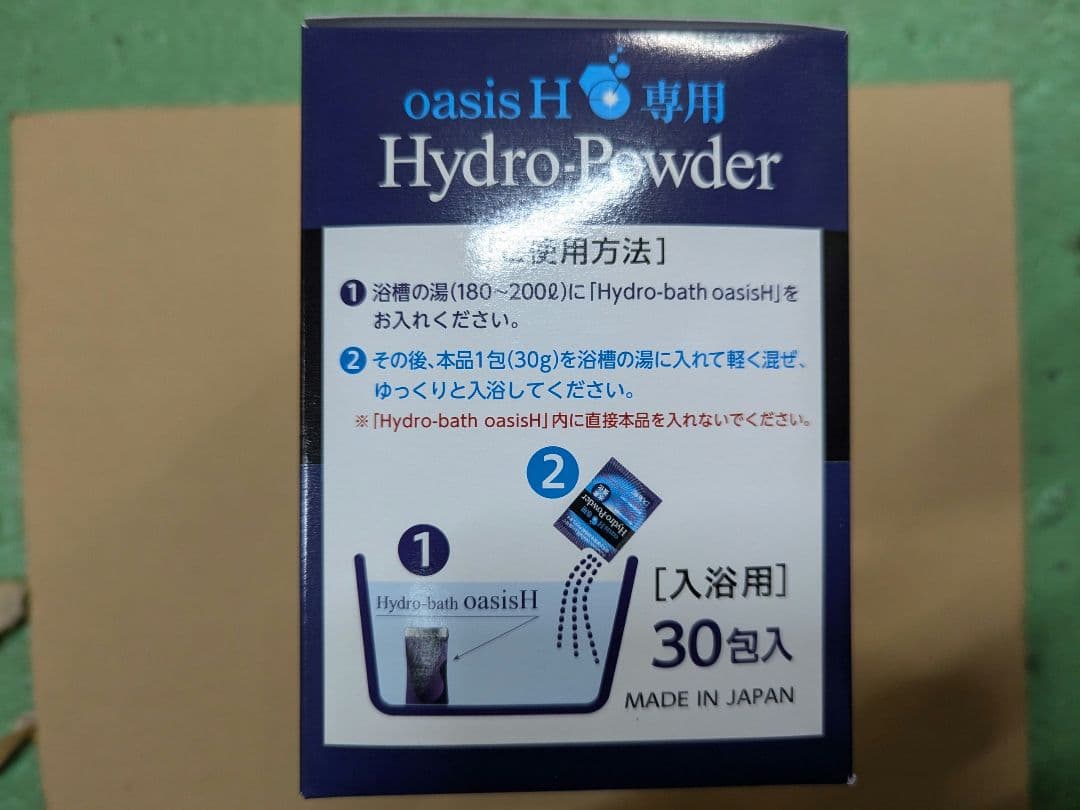 oasis H 専用
Hydro-Powder
使用方法]
1 浴槽の湯(180~200ℓ)に「Hydro-bath oasisH」を
お入れください。
2 その後、本品1包(30g)を浴槽の湯に入れて軽く混ぜ、
ゆっくりと入浴してください。
※「Hydro-bath oasisH」内に直接本品を入れないでください。
2
Hydro-Powder
1
Hydro-bath oasisH
[入浴用]
30包入
MADE IN JAPAN